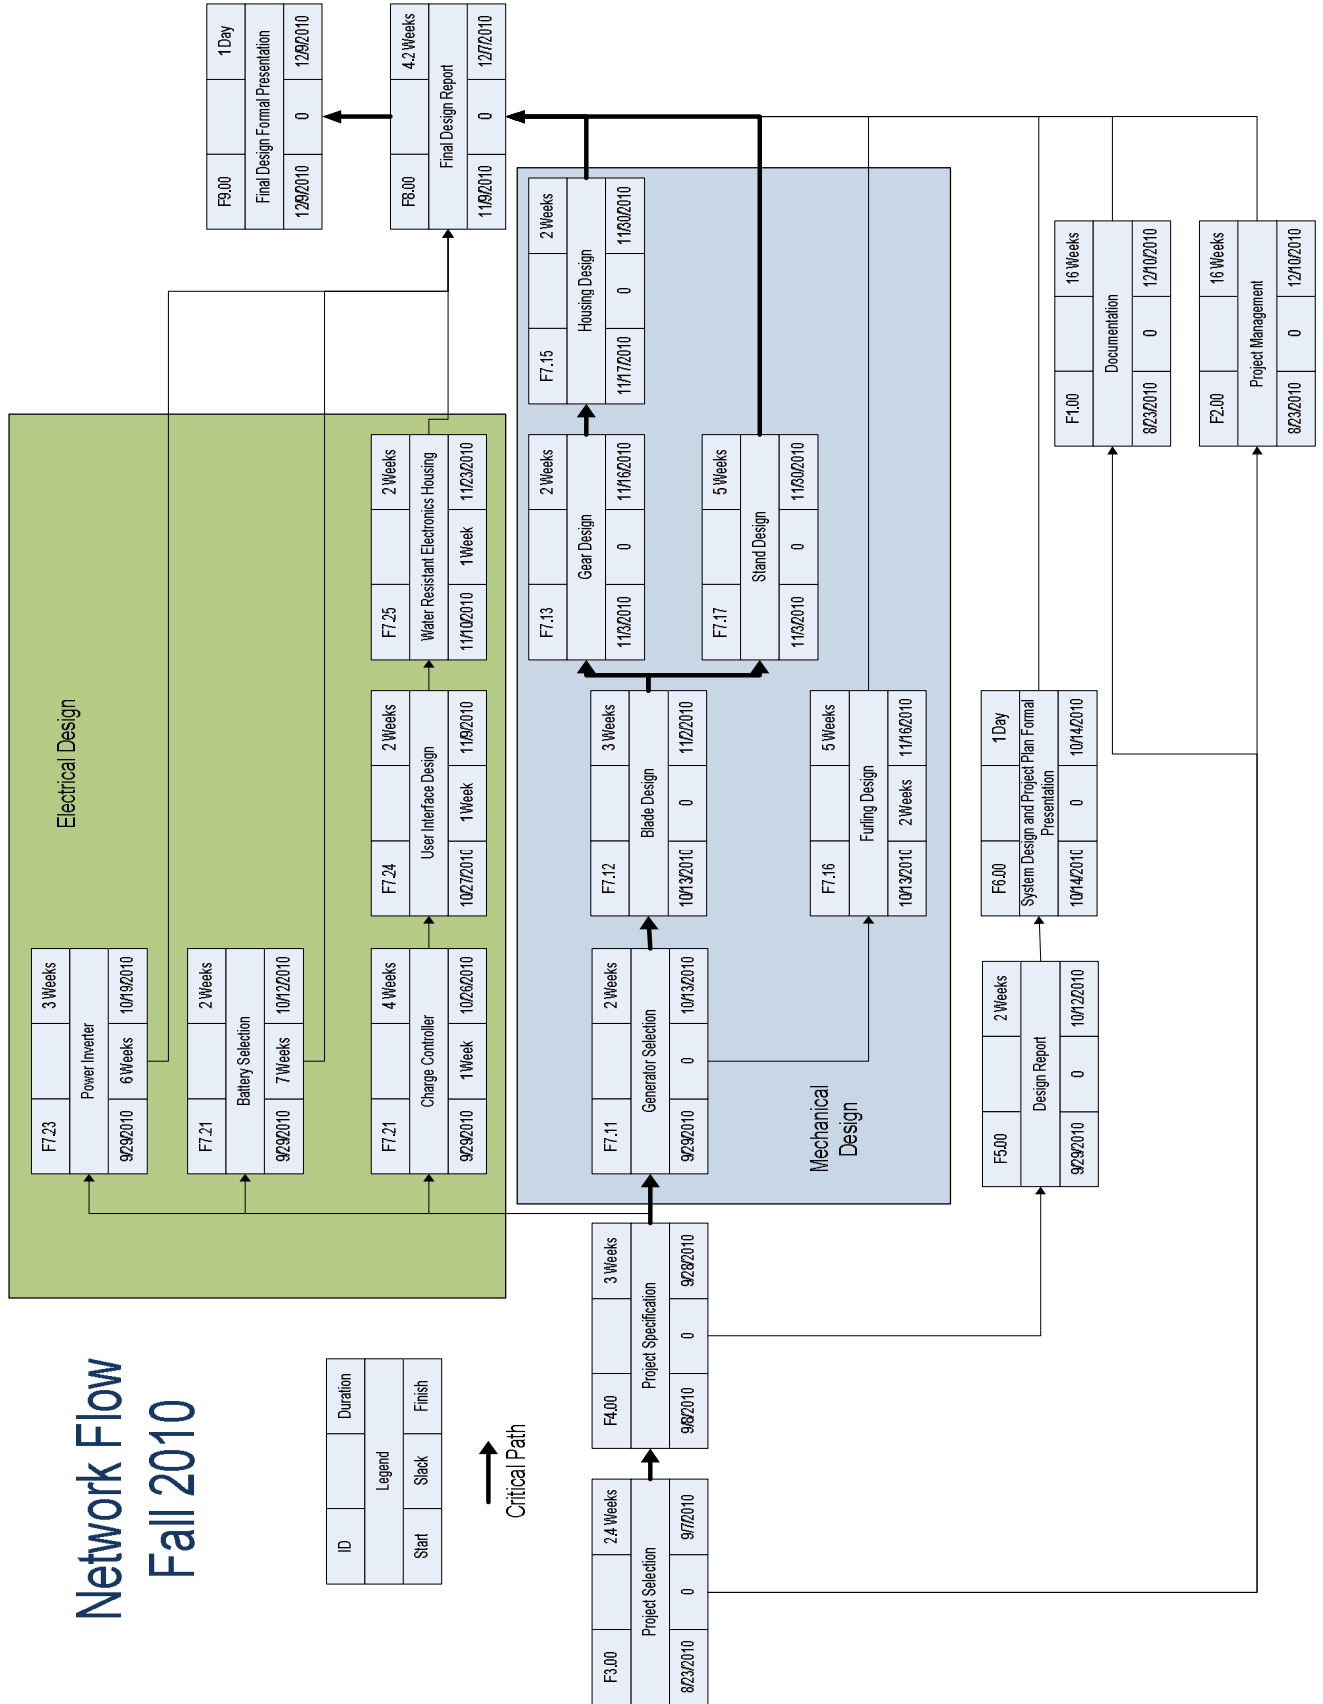 Network Flow
Fall 2010
ID
Duration
Legend
Start
Slack
Finish
Critical Path
Electrical Design
F7.23
3 Weeks
Power Inverter
9/29/2010
6 Weeks
10/19/2010
F7.21
2 Weeks
Battery Selection
9/29/2010
7 Weeks
10/12/2010
F7.21
4 Weeks
Charge Controller
9/29/2010
1 Week
10/26/2010
F7.24
2 Weeks
User Interface Design
10/27/2010
1 Week
11/9/2010
F7.25
2 Weeks
Water Resistant Electronics Housing
11/10/2010
1 Week
11/23/2010
F9.00
1 Day
Final Design Formal Presentation
12/9/2010
0
12/9/2010
F8.00
4.2 Weeks
Final Design Report
11/9/2010
0
12/7/2010
F3.00
2.4 Weeks
Project Selection
8/23/2010
0
9/7/2010
F4.00
3 Weeks
Project Specification
9/8/2010
0
9/28/2010
Mechanical
Design
F7.11
2 Weeks
Generator Selection
9/29/2010
0
10/13/2010
F7.12
3 Weeks
Blade Design
10/13/2010
0
11/2/2010
F7.13
2 Weeks
Gear Design
11/3/2010
0
11/16/2010
F7.15
2 Weeks
Housing Design
11/17/2010
0
11/30/2010
F7.17
5 Weeks
Stand Design
11/3/2010
0
11/30/2010
F7.16
5 Weeks
Furling Design
10/13/2010
2 Weeks
11/16/2010
F5.00
2 Weeks
Design Report
9/29/2010
0
10/12/2010
F6.00
1 Day
System Design and Project Plan Formal
Presentation
10/14/2010
0
10/14/2010
F1.00
16 Weeks
Documentation
8/23/2010
0
12/10/2010
F2.00
16 Weeks
Project Management
8/23/2010
0
12/10/2010